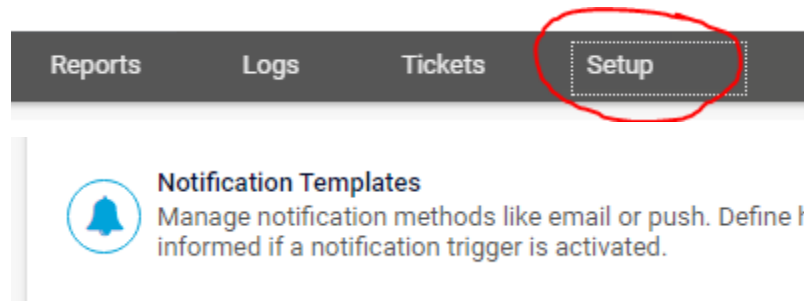 Reports Logs Tickets Setup
Notification Templates
Manage notification methods like email or push. Define
informed if a notification trigger is activated.